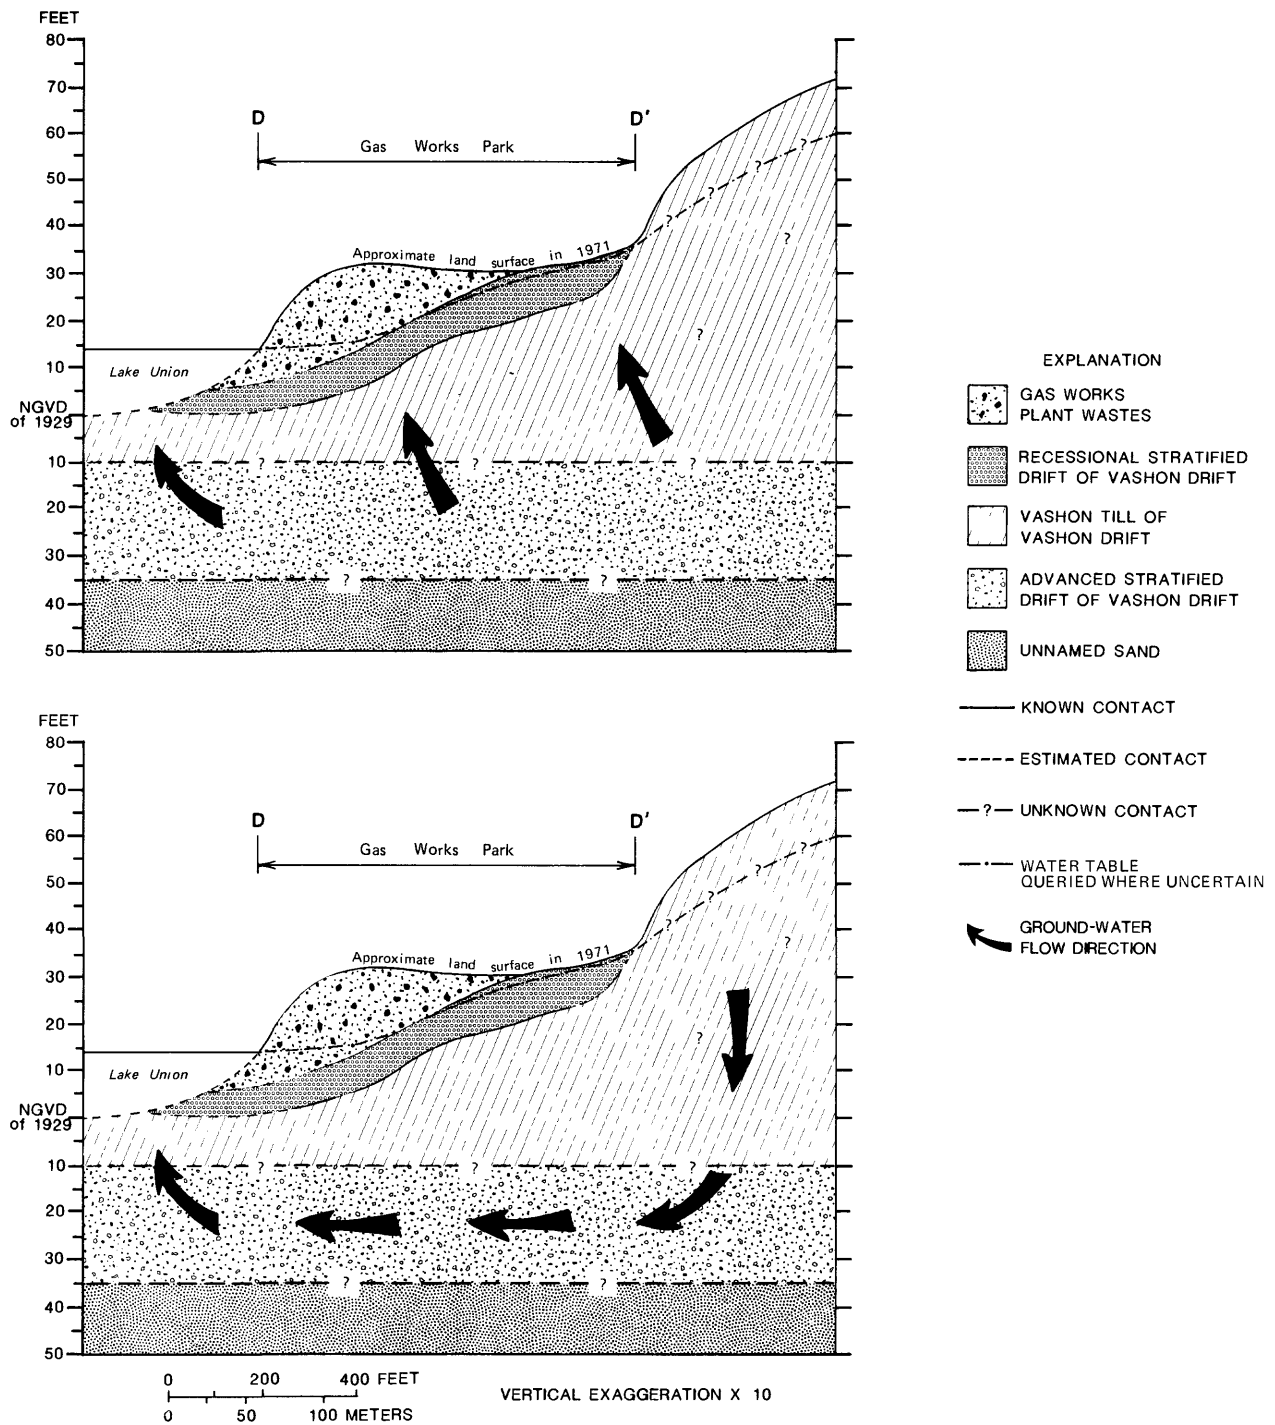 FEET
80
70
60
50
40
30
20
10
NGVD
of 1929
10
20
30
40
50
D
D'
Gas Works Park
Approximate land surface in 1971
Lake Union
? ? ? ?
?
?
? ? ?
? ?
EXPLANATION
GAS WORKS
PLANT WASTES
RECESSIONAL STRATIFIED
DRIFT OF VASHON DRIFT
VASHON TILL OF
VASHON DRIFT
ADVANCED STRATIFIED
DRIFT OF VASHON DRIFT
UNNAMED SAND
KNOWN CONTACT
ESTIMATED CONTACT
? UNKNOWN CONTACT
WATER TABLE
QUERIED WHERE UNCERTAIN
GROUND-WATER
FLOW DIRECTION
FEET
80
70
60
50
40
30
20
10
NGVD
of 1929
10
20
30
40
50
D
D'
Gas Works Park
Approximate land surface in 1971
Lake Union
? ? ? ?
?
?
? ? ?
? ?
0 200 400 FEET
0 50 100 METERS
VERTICAL EXAGGERATION X 10